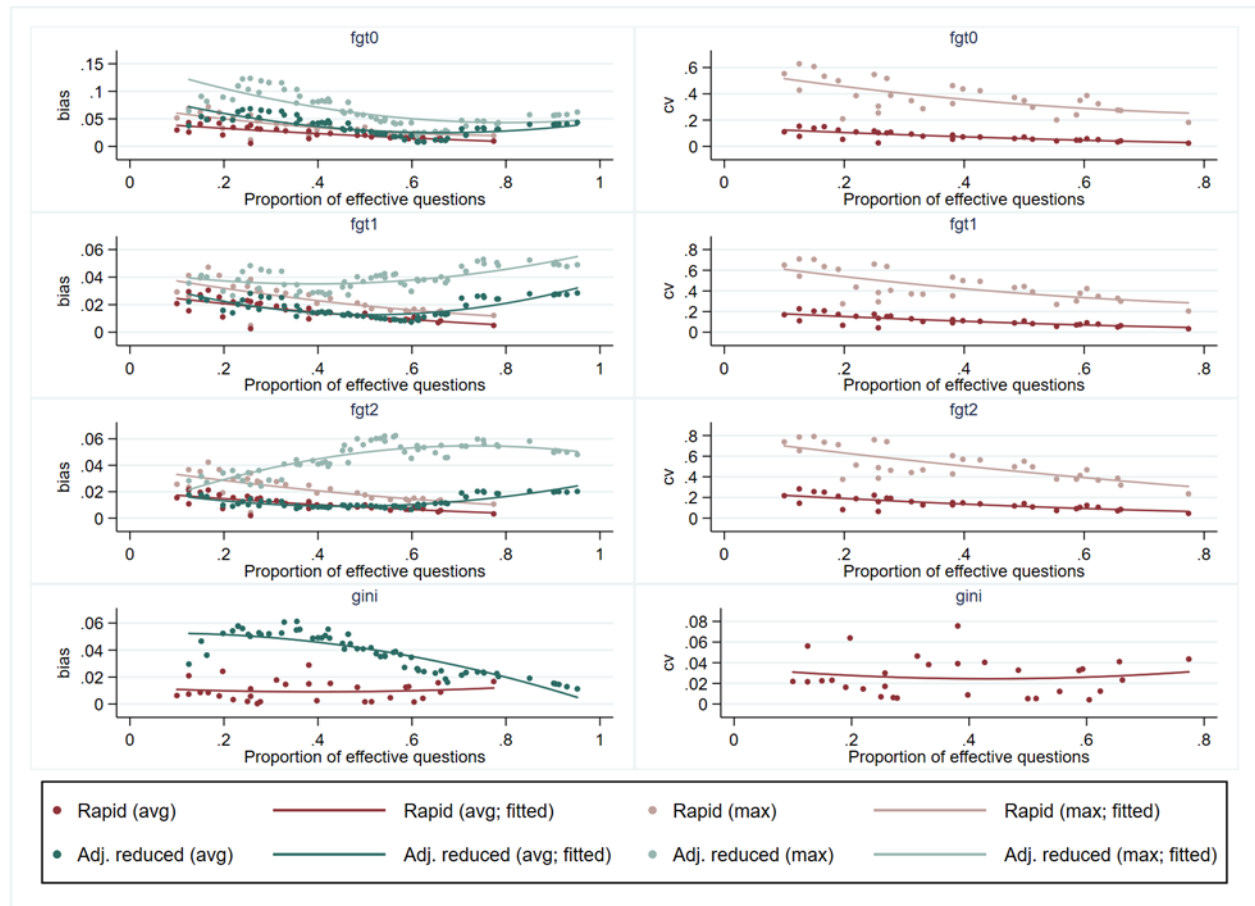 fgt0
bias
.15
.1
.05
0
0 .2 .4 .6 .8 1
Proportion of effective questions
fgt0
cv
.6
.4
.2
0
0 .2 .4 .6 .8
Proportion of effective questions
fgt1
bias
.06
.04
.02
0
0 .2 .4 .6 .8 1
Proportion of effective questions
fgt1
cv
.8
.6
.4
.2
0
0 .2 .4 .6 .8
Proportion of effective questions
fgt2
bias
.06
.04
.02
0
0 .2 .4 .6 .8 1
Proportion of effective questions
fgt2
cv
.8
.6
.4
.2
0
0 .2 .4 .6 .8
Proportion of effective questions
gini
bias
.06
.04
.02
0
0 .2 .4 .6 .8 1
Proportion of effective questions
gini
cv
.08
.06
.04
.02
0
0 .2 .4 .6 .8
Proportion of effective questions
Rapid (avg) Rapid (avg; fitted) Rapid (max) Rapid (max; fitted)
Adj. reduced (avg) Adj. reduced (avg; fitted) Adj. reduced (max) Adj. reduced (max; fitted)